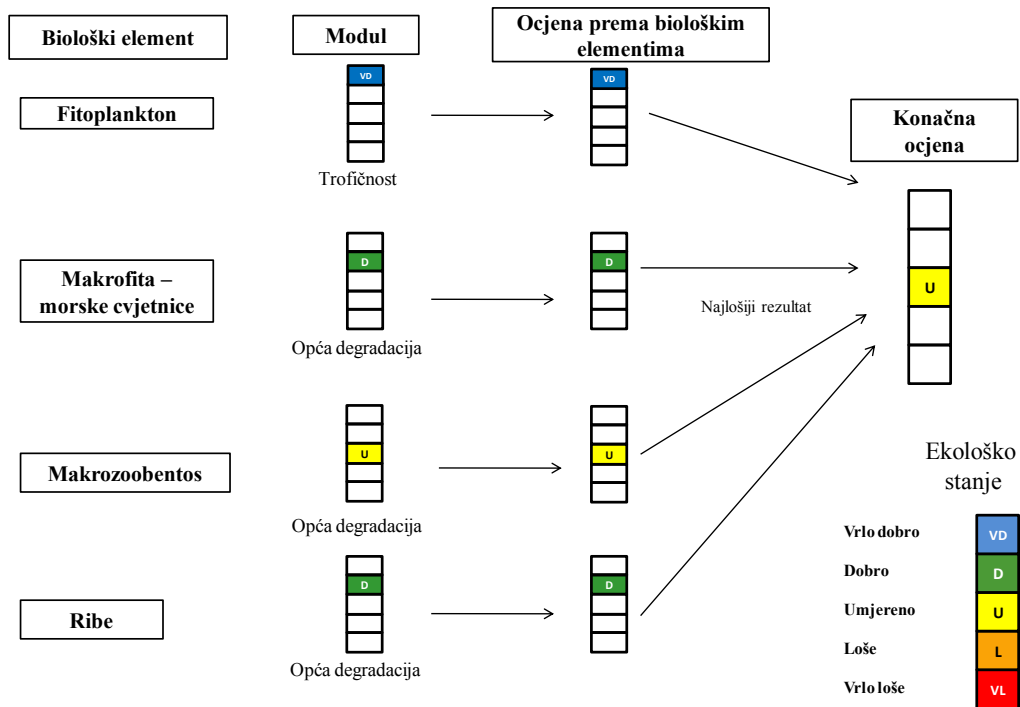 Biološki element
Modul
Ocjena prema biološkim
elementima
Fitoplankton
VD
VD
Trofičnost
Konačna
ocjena
Makrofita –
morske cvjetnice
D
D
Opća degradacija
Najlošiji rezultat
U
Makrozoobentos
U
U
Opća degradacija
Ribe
D
D
Opća degradacija
Ekološko
stanje
Vrlo dobro VD
Dobro D
Umjereno U
Loše L
Vrlo loše VL